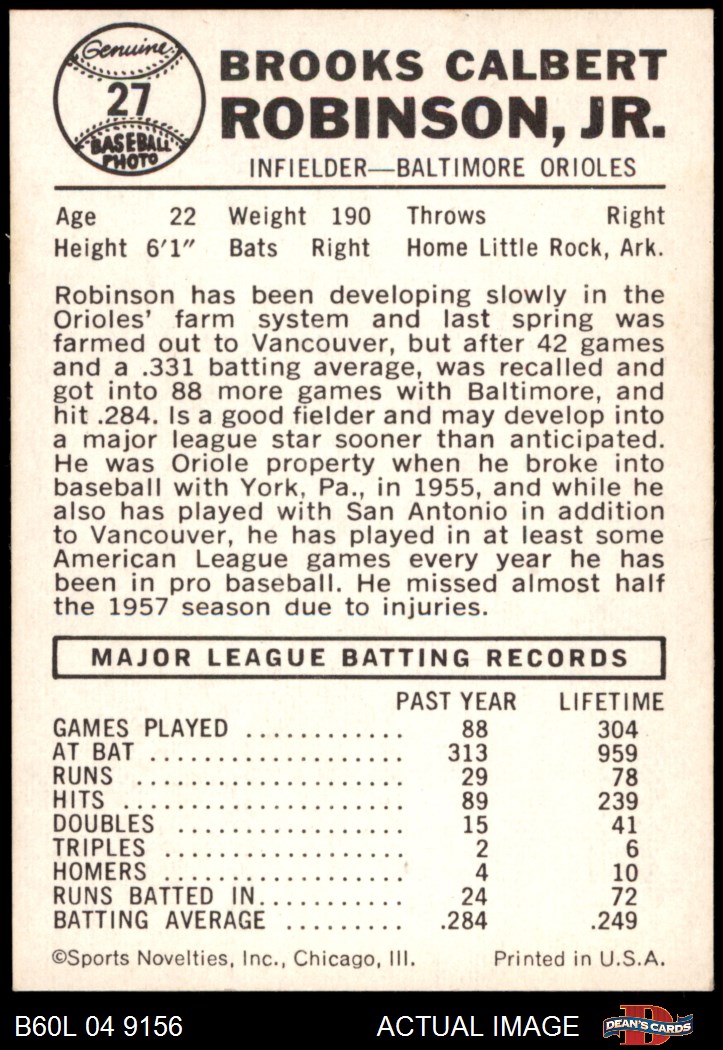 Genuine
27
BASEBALL
PHOTO
BROOKS CALBERT
ROBINSON, JR.
INFIELDER—BALTIMORE ORIOLES
Age 22 Weight 190 Throws Right
Height 6'1" Bats Right Home Little Rock, Ark.
Robinson has been developing slowly in the
Orioles' farm system and last spring was
farmed out to Vancouver, but after 42 games
and a .331 batting average, was recalled and
got into 88 more games with Baltimore, and
hit .284. Is a good fielder and may develop into
a major league star sooner than anticipated.
He was Oriole property when he broke into
baseball with York, Pa., in 1955, and while he
also has played with San Antonio in addition
to Vancouver, he has played in at least some
American League games every year he has
been in pro baseball. He missed almost half
the 1957 season due to injuries.
MAJOR LEAGUE BATTING RECORDS
PAST YEAR LIFETIME
GAMES PLAYED ............ 88 304
AT BAT .................. 313 959
RUNS ................... 29 78
HITS .................... 89 239
DOUBLES ................ 15 41
TRIPLES ................. 2 6
HOMERS ................. 4 10
RUNS BATTED IN........... 24 72
BATTING AVERAGE ......... .284 .249
©Sports Novelties, Inc., Chicago, Ill. Printed in U.S.A.
B60L 04 9156 ACTUAL IMAGE D DEAN'S CARDS